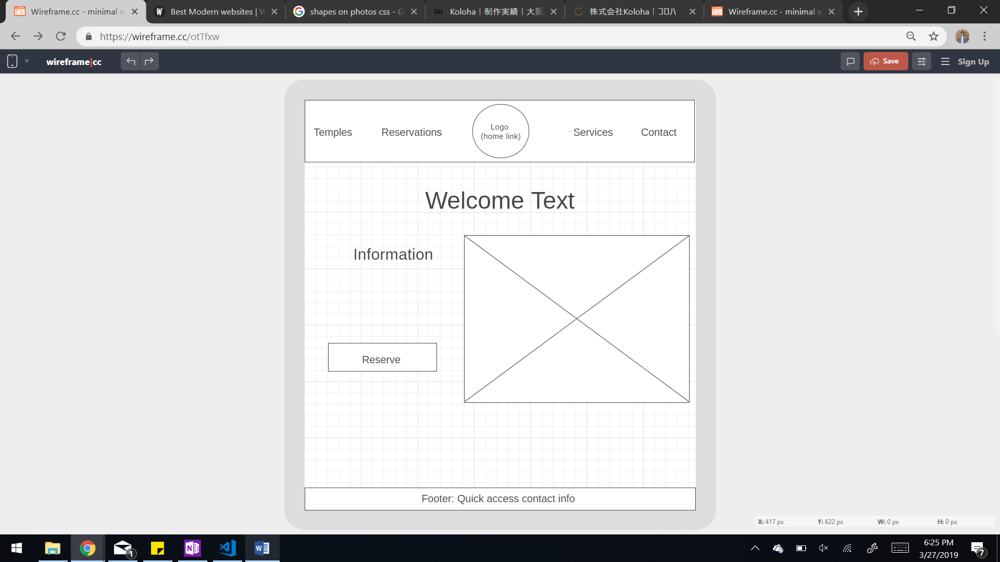 Wireframe.cc - minimal w
Best Modern websites | W
shapes on photos css - G
Koloha | 制作実績 | 大阪
株式会社Koloha | コロハ
Wireframe.cc - minimal w
https://wireframe.cc/otTfxw
wireframe|cc
Save
Sign Up
Temples
Reservations
Logo
(home link)
Services
Contact
Welcome Text
Information
Reserve
Footer: Quick access contact info
X: 417 px
Y: 622 px
W: 0 px
H: 0 px
1
6:25 PM
3/27/2019
7